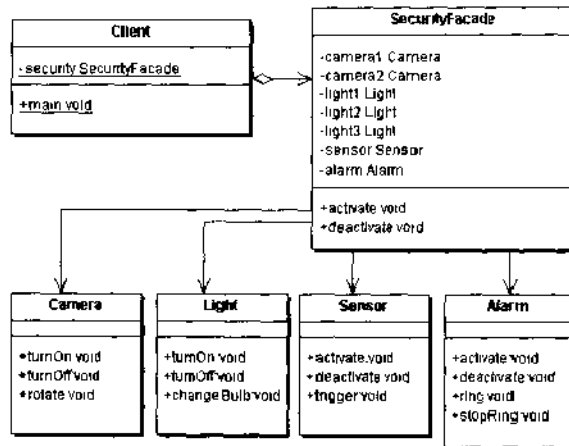 Client
-security SecurityFacade
+main void
SecurityFacade
-camera1 Camera
-camera2 Camera
-light1 Light
-light2 Light
-light3 Light
-sensor Sensor
-alarm Alarm
+activate void
+deactivate void
Camera
+turnOn void
+turnOff void
+rotate void
Light
+turnOn void
+turnOff void
+changeBulb void
Sensor
+activate void
+deactivate void
+trigger void
Alarm
+activate void
+deactivate void
+ring void
+stopRing void